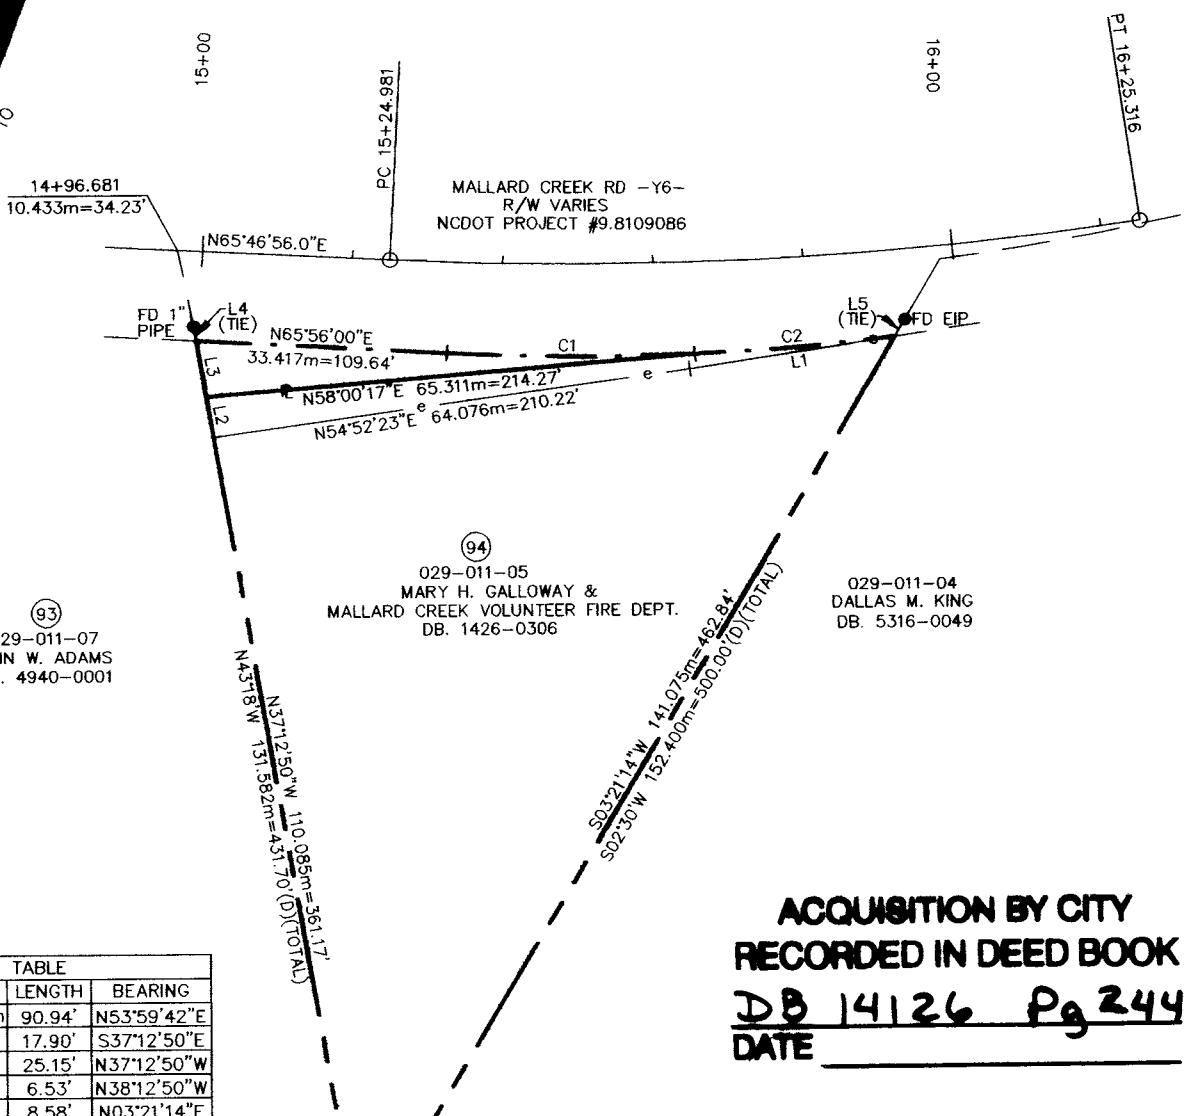 15+00
16+00
PT 16+25.316
PC 15+24.981
14+96.681
10.433m=34.23'
MALLARD CREEK RD -Y6-
R/W VARIES
NCDOT PROJECT #9.8109086
N65°46'56.0"E
FD 1"
PIPE
L4
(TIE)
L5
(TIE)
FD EIP
N65°56'00"E
33.417m=109.64'
C1
C2
L1
L3
L2
N58°00'17"E 65.311m=214.27'
e
e
N54°52'23"E 64.076m=210.22'
94
029-011-05
MARY H. GALLOWAY &
MALLARD CREEK VOLUNTEER FIRE DEPT.
DB. 1426-0306
029-011-04
DALLAS M. KING
DB. 5316-0049
93
29-011-07
IN W. ADAMS
. 4940-0001
N37°12'50"W 110.085m=361.17'
N43°18'W 131.582m=431.70'(D)(TOTAL)
S03°21'14"W 141.075m=462.84'
S02°30'W 152.400m=500.00'(D)(TOTAL)
TABLE
LENGTH BEARING
90.94' N53°59'42"E
17.90' S37°12'50"E
25.15' N37°12'50"W
6.53' N38°12'50"W
8.58' N03°21'14"E
ACQUISITION BY CITY
RECORDED IN DEED BOOK
DB 14126 Pg 244
DATE